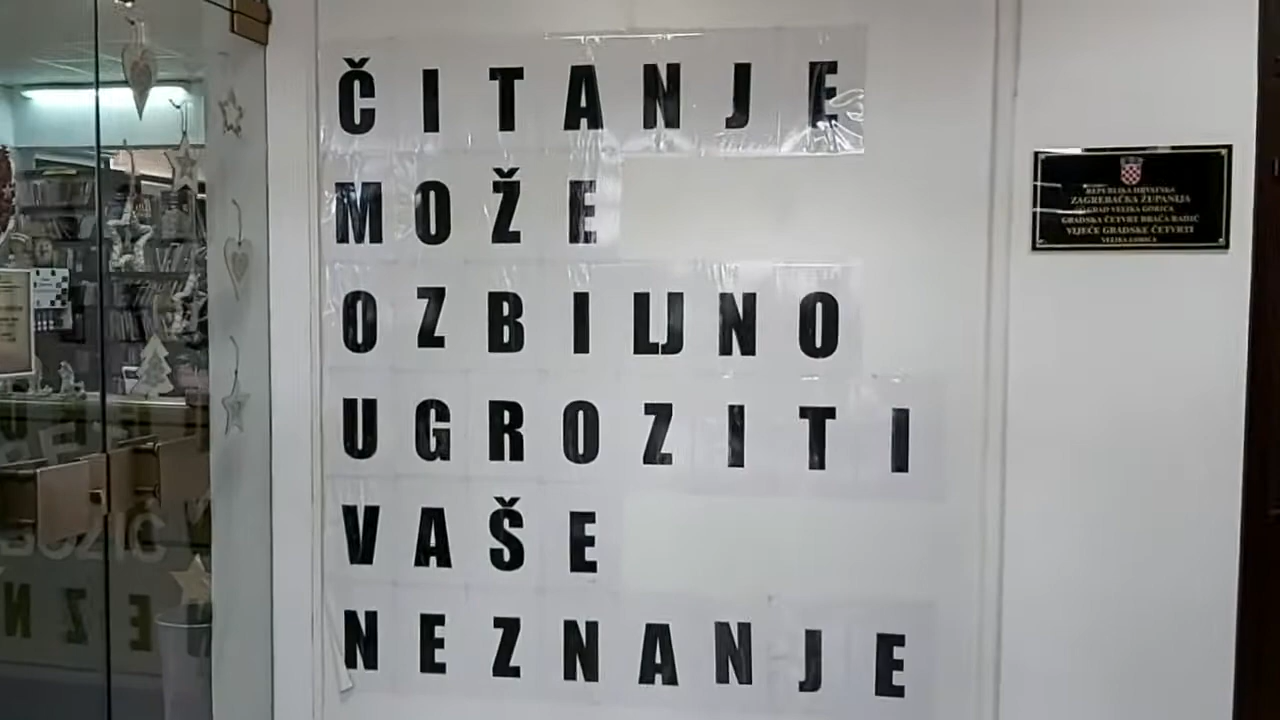 ČITANJE
MOŽE
OZBILJNO
UGROZITI
VAŠE
NEZNANJE
REPUBLIKA HRVATSKA
ZAGREBAČKA ŽUPANIJA
GRAD VELIKA GORICA
GRADSKA ČETVRT BRAĆA RADIĆ
VIJEĆE GRADSKE ČETVRTI
VELIKA GORICA